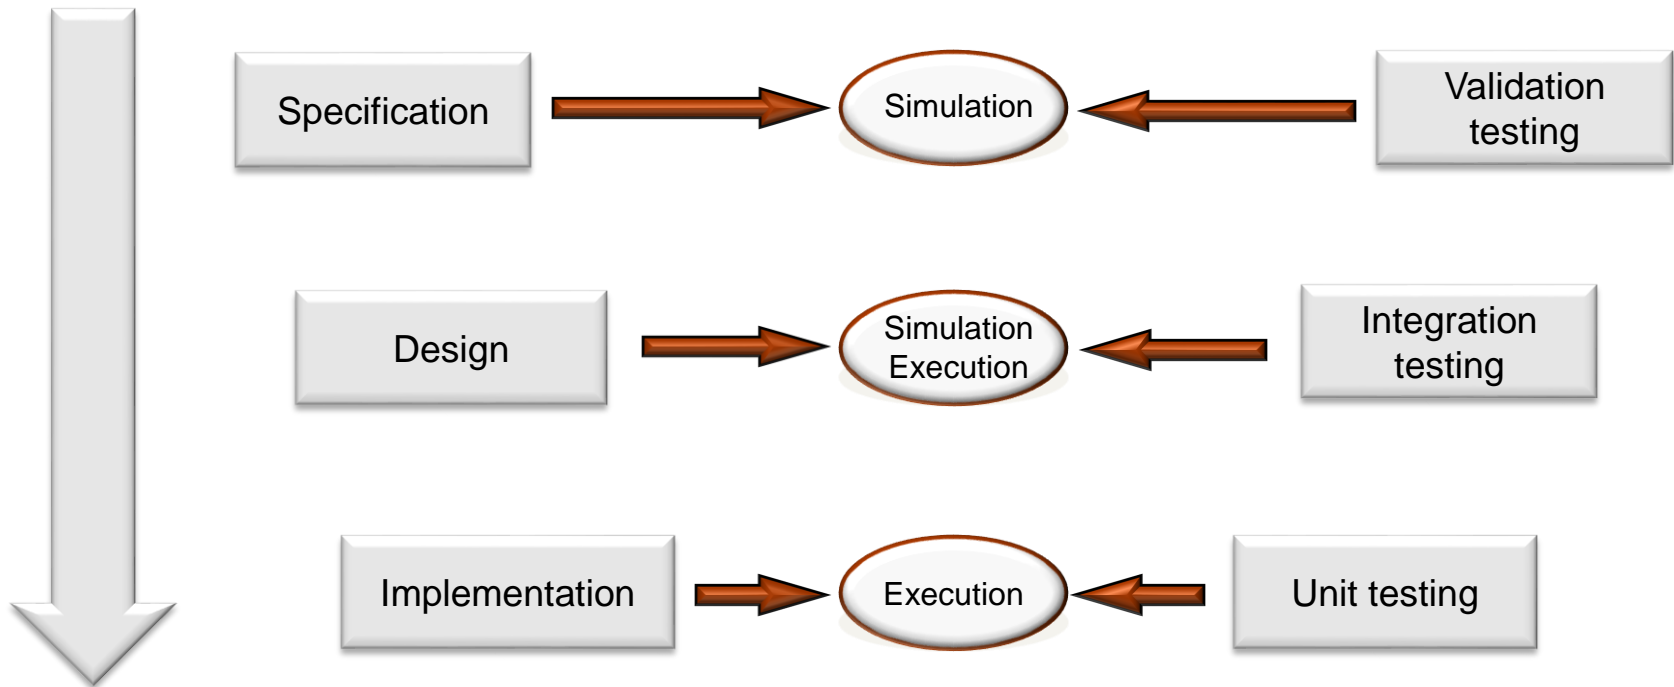 Specification
Simulation
Validation
testing
Design
Simulation
Execution
Integration
testing
Implementation
Execution
Unit testing